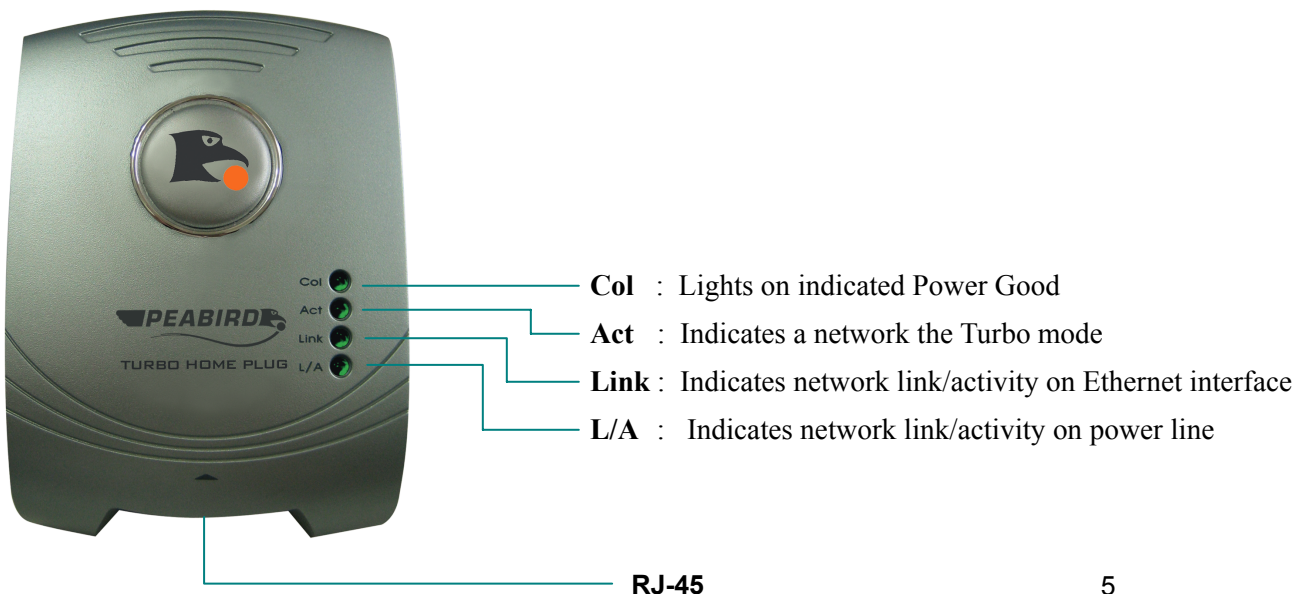 Col
Act
PEABIRD
Link
TURBO HOME PLUG L/A
Col : Lights on indicated Power Good
Act : Indicates a network the Turbo mode
Link : Indicates network link/activity on Ethernet interface
L/A : Indicates network link/activity on power line
RJ-45
5